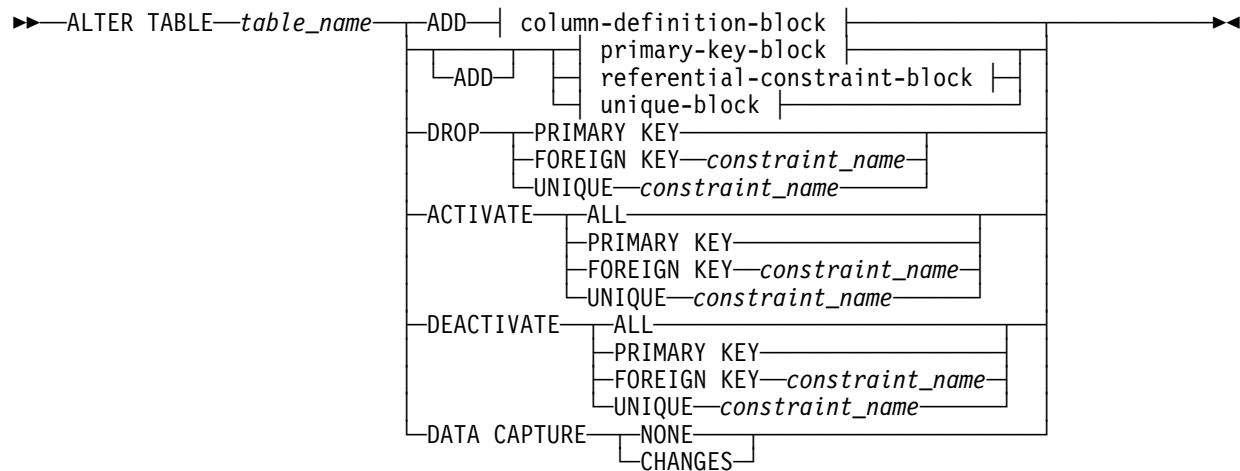 ALTER TABLE table_name ADD column-definition-block
primary-key-block
ADD referential-constraint-block
unique-block
DROP PRIMARY KEY
FOREIGN KEY constraint_name
UNIQUE constraint_name
ACTIVATE ALL
PRIMARY KEY
FOREIGN KEY constraint_name
UNIQUE constraint_name
DEACTIVATE ALL
PRIMARY KEY
FOREIGN KEY constraint_name
UNIQUE constraint_name
DATA CAPTURE NONE
CHANGES